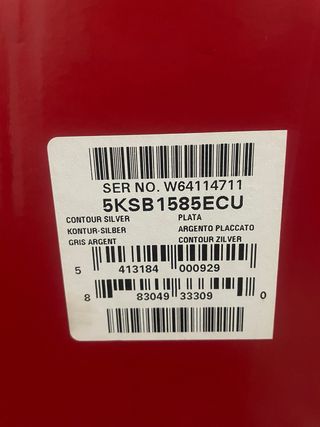 SER NO. W64114711
5KSB1585ECU
CONTOUR SILVER PLATA
KONTUR-SILBER ARGENTO PLACCATO
GRIS ARGENT CONTOUR ZILVER
5 413184 000929
8 83049 33309 0